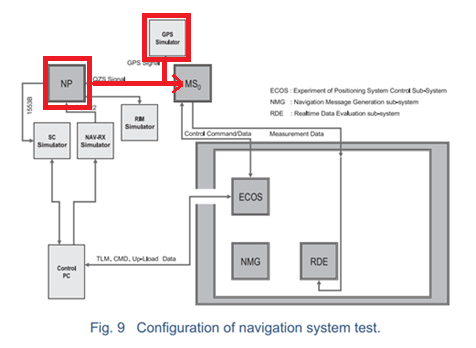 GPS
Simulator
GPS Signal
NP
QZS Signal
MS0
1553B
RIM
Simulator
ECOS : Experiment of Positioning System Control Sub-System
NMG : Navigation Message Generation sub-system
RDE : Realtime Data Evaluation sub-system
SC
Simulator
NAV-RX
Simulator
Control Command/Data
Measurement Data
ECOS
Control
PC
TLM, CMD, Up-LIoad Data
NMG
RDE
Fig. 9 Configuration of navigation system test.